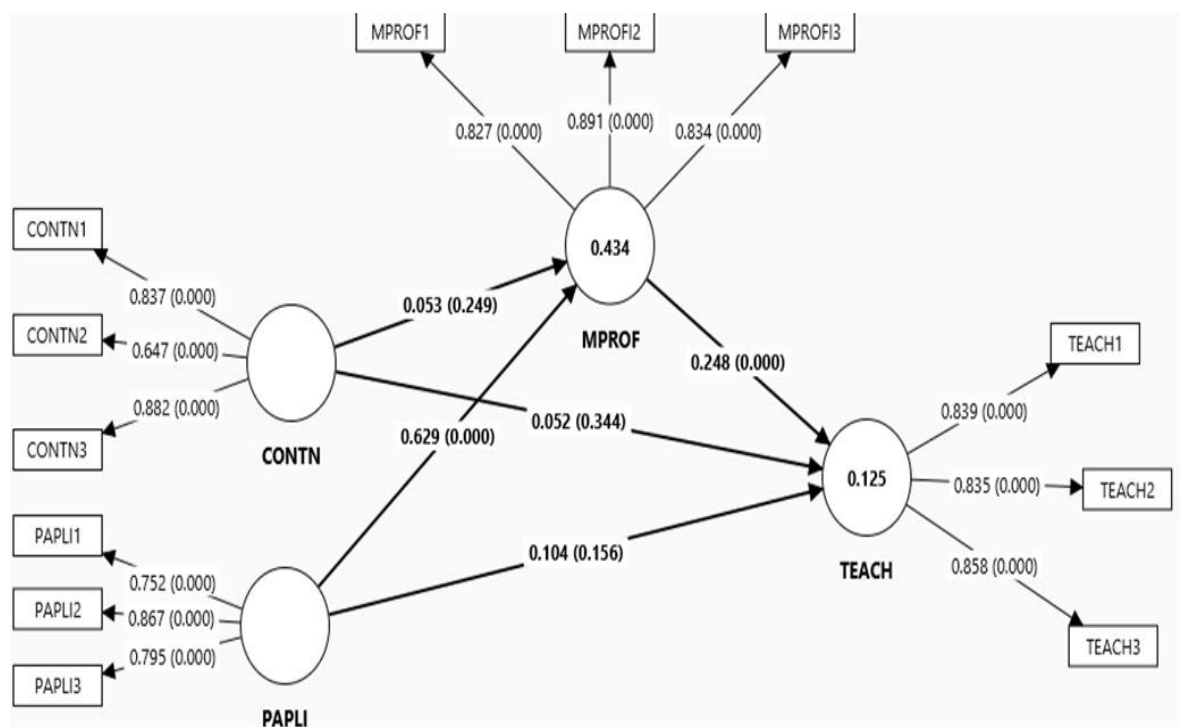 MPROF1
MPROFI2
MPROFI3
0.827 (0.000)
0.891 (0.000)
0.834 (0.000)
CONTN1
0.837 (0.000)
CONTN2
0.647 (0.000)
0.882 (0.000)
CONTN3
CONTN
0.434
MPROF
0.053 (0.249)
0.248 (0.000)
0.052 (0.344)
0.629 (0.000)
0.104 (0.156)
TEACH1
0.839 (0.000)
0.125
0.835 (0.000)
TEACH2
TEACH
0.858 (0.000)
TEACH3
PAPLI1
0.752 (0.000)
PAPLI2
0.867 (0.000)
0.795 (0.000)
PAPLI3
PAPLI